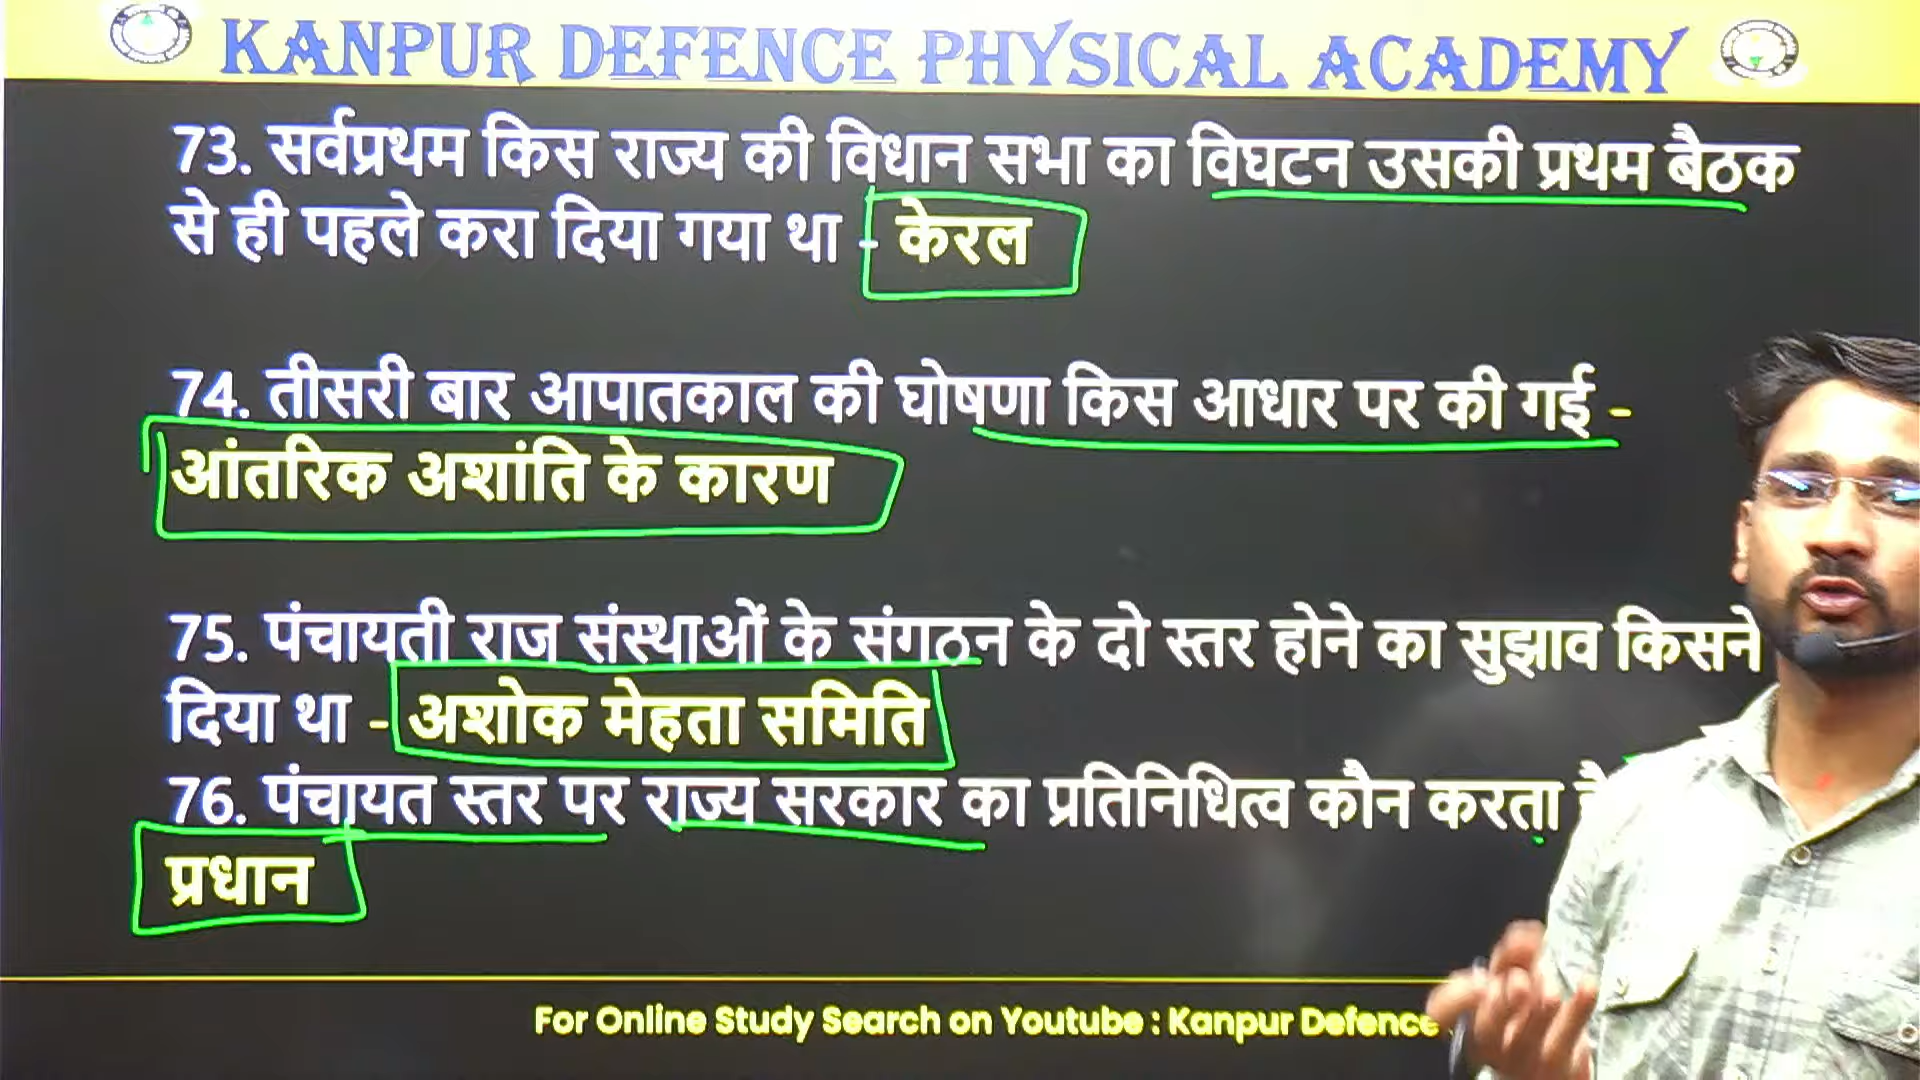 KANPUR DEFENCE PHYSICAL ACADEMY
73. सर्वप्रथम किस राज्य की विधान सभा का विघटन उसकी प्रथम बैठक
से ही पहले करा दिया गया था - केरल
74. तीसरी बार आपातकाल की घोषणा किस आधार पर की गई -
आंतरिक अशांति के कारण
75. पंचायती राज संस्थाओं के संगठन के दो स्तर होने का सुझाव किसने
दिया था - अशोक मेहता समिति
76. पंचायत स्तर पर राज्य सरकार का प्रतिनिधित्व कौन करता
प्रधान
For Online Study Search on Youtube : Kanpur Defence